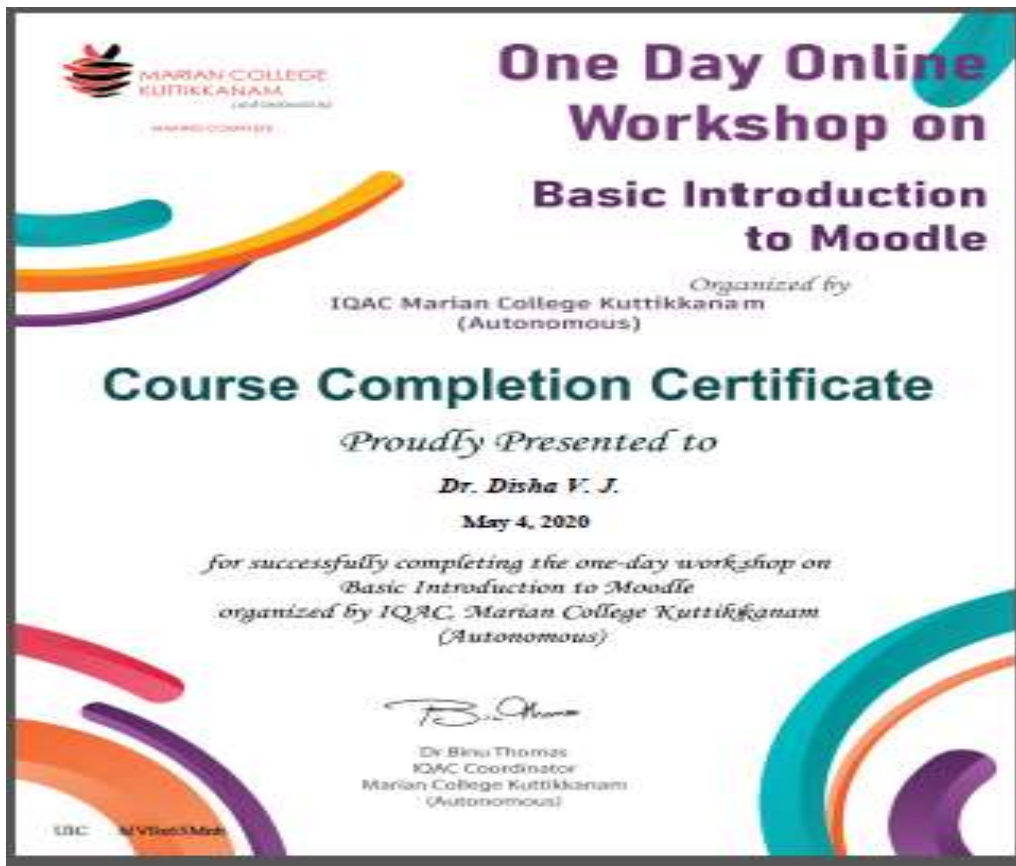 MARIAN COLLEGE
KUTTIKKANAM
(AUTONOMOUS)
MAKING COMPLETE
One Day Online
Workshop on
Basic Introduction
to Moodle
Organized by
IQAC Marian College Kuttikkanam
(Autonomous)
Course Completion Certificate
Proudly Presented to
Dr. Disha V. J.
May 4, 2020
for successfully completing the one-day workshop on
Basic Introduction to Moodle
organized by IQAC, Marian College Kuttikkanam
(Autonomous)
Dr Binu Thomas
IQAC Coordinator
Marian College Kuttikkanam
(Autonomous)